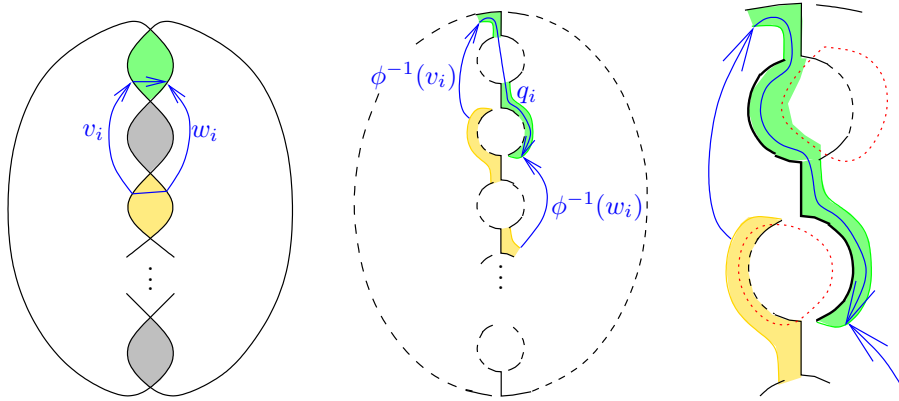 v_i
w_i
ϕ^{-1}(v_i)
q_i
ϕ^{-1}(w_i)